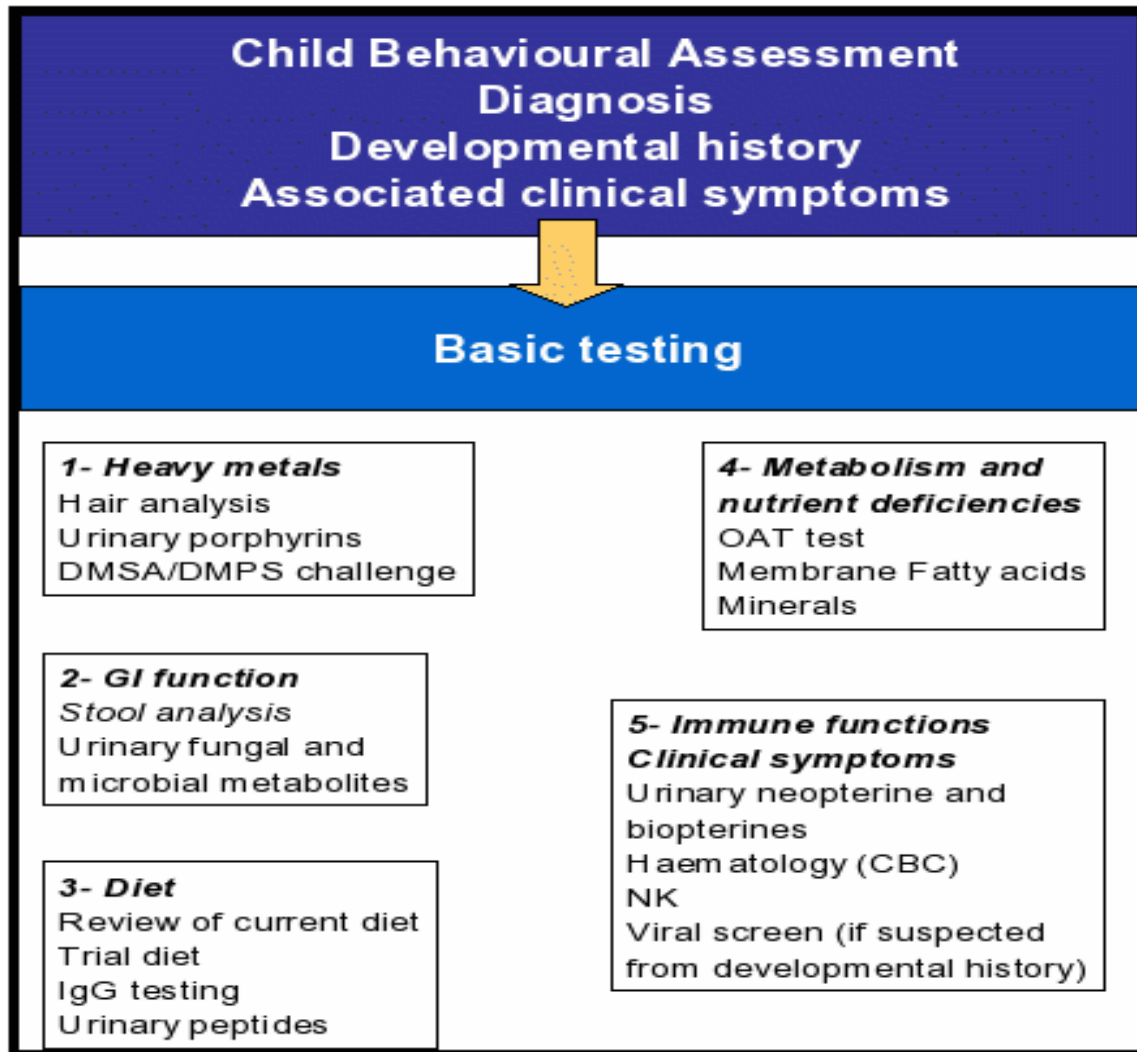 Child Behavioural Assessment
Diagnosis
Developmental history
Associated clinical symptoms
Basic testing
1- Heavy metals
Hair analysis
Urinary porphyrins
DMSA/DMPS challenge
2- GI function
Stool analysis
Urinary fungal and
microbial metabolites
3- Diet
Review of current diet
Trial diet
IgG testing
Urinary peptides
4- Metabolism and
nutrient deficiencies
OAT test
Membrane Fatty acids
Minerals
5- Immune functions
Clinical symptoms
Urinary neopterine and
biopterines
Haematology (CBC)
NK
Viral screen (if suspected
from developmental history)